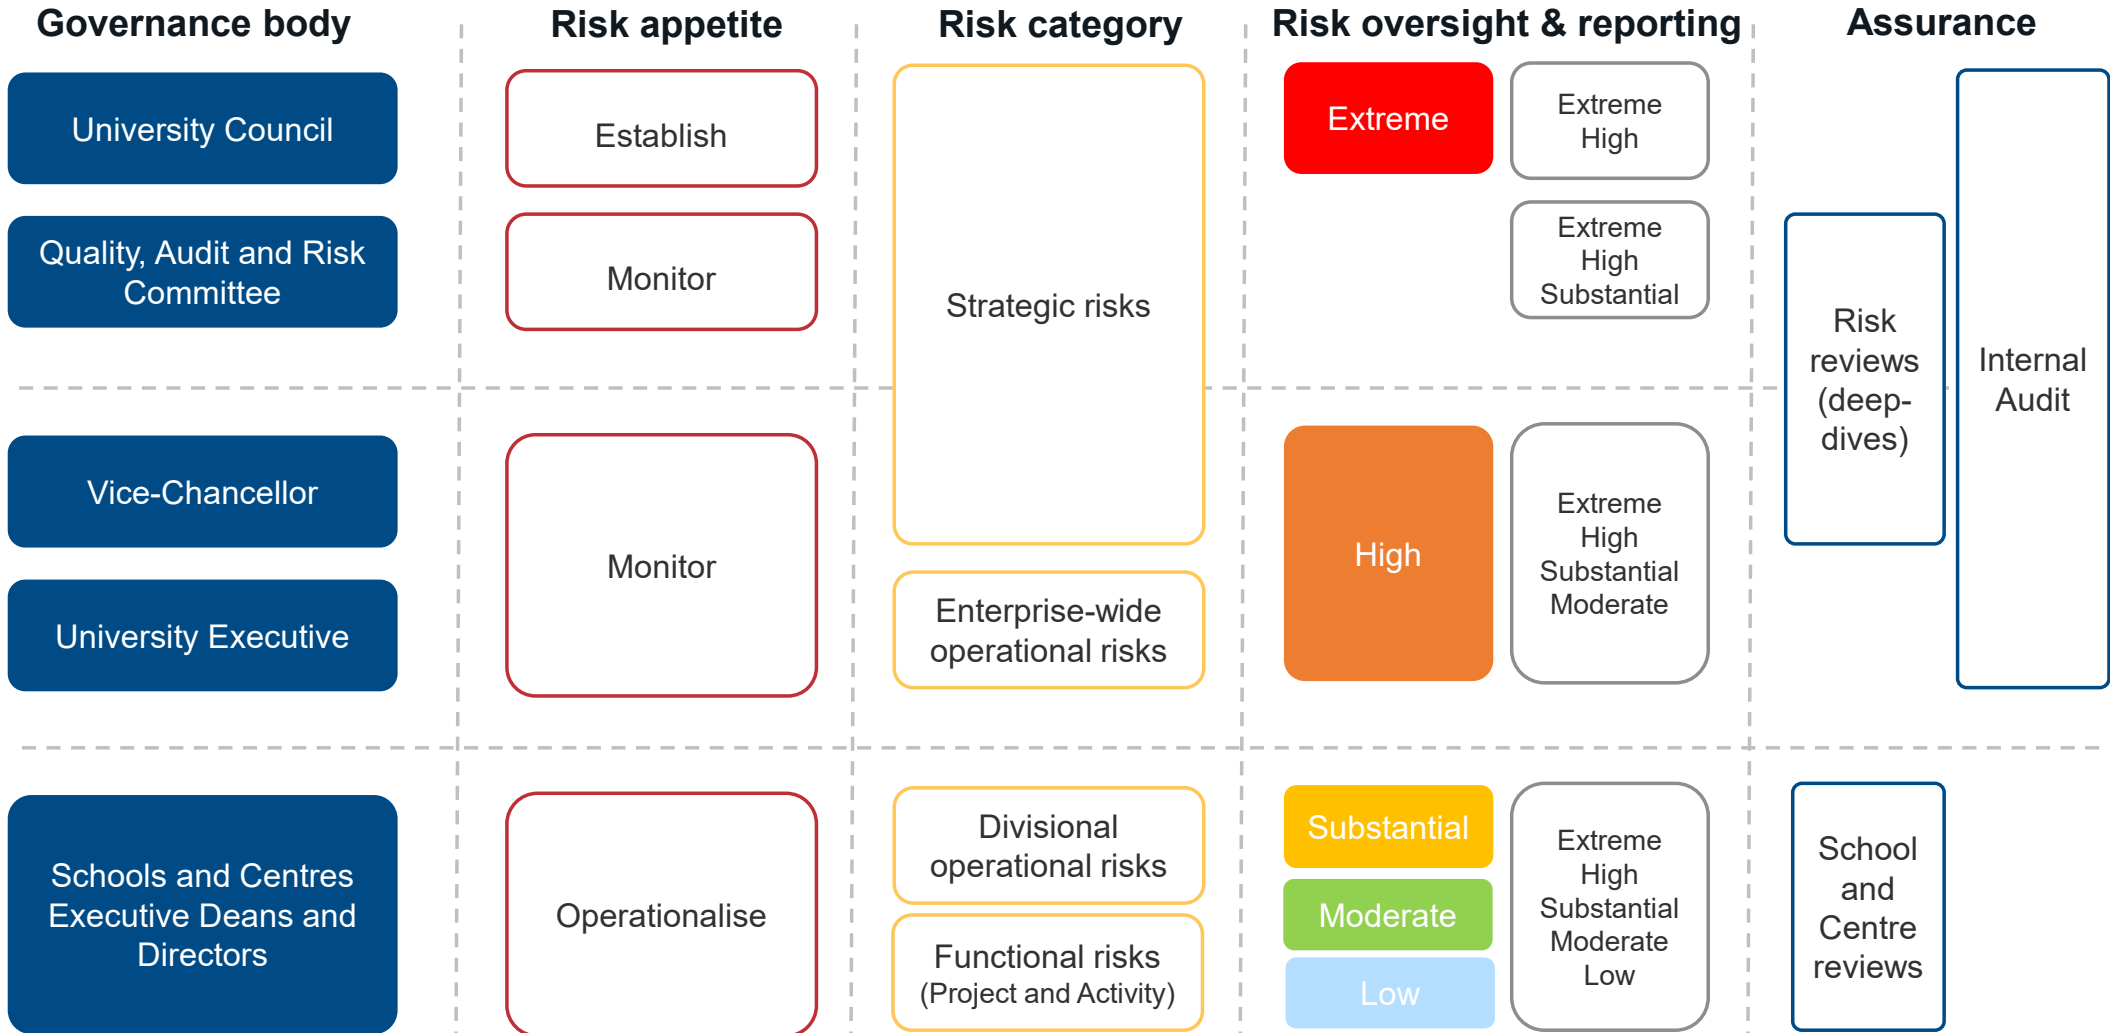 Governance body
Risk appetite
Risk category
Risk oversight & reporting
Assurance
University Council
Establish
Strategic risks
Extreme
Extreme
High
Quality, Audit and Risk
Committee
Monitor
Extreme
High
Substantial
Risk
reviews
(deep-
dives)
Internal
Audit
Vice-Chancellor
University Executive
Monitor
Enterprise-wide
operational risks
High
Extreme
High
Substantial
Moderate
Schools and Centres
Executive Deans and
Directors
Operationalise
Divisional
operational risks
Functional risks
(Project and Activity)
Substantial
Moderate
Low
Extreme
High
Substantial
Moderate
Low
School
and
Centre
reviews